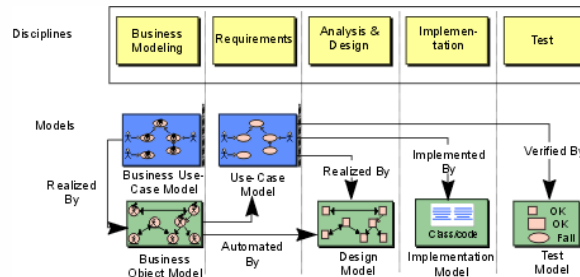 Disciplines
Business
Modeling
Requirements
Analysis &
Design
Implemen-
tation
Test
Models
Business Use-
Case Model
Use-Case
Model
Realized
By
Realized By
Implemented
By
Verified By
Business
Object Model
Automated
By
Design
Model
Class/code
Implementation
Model
OK
OK
Fail
Test
Model